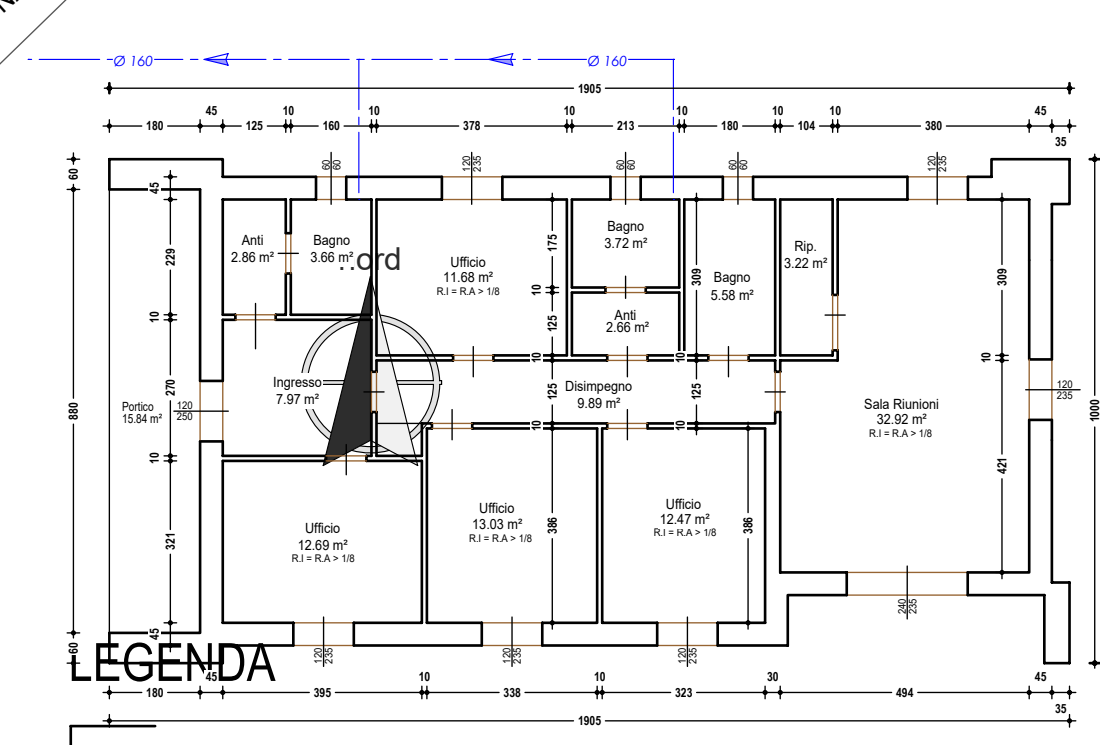 Ø 160
Ø 160
1905
45
10
10
10
10
10
10
45
180
125
160
378
213
180
104
380
35
60
45
60
60
120
235
60
60
60
60
120
235
Anti
2.86 m²
Bagno
3.66 m²
Ufficio
11.68 m²
R.I = R.A > 1/8
Bagno
3.72 m²
Anti
2.66 m²
Bagno
5.58 m²
Rip.
3.22 m²
229
175
309
309
10
10
125
10
10
10
270
125
125
880
1000
Portico
15.84 m²
120
250
Ingresso
7.97 m²
Disimpegno
9.89 m²
Sala Riunioni
32.92 m²
R.I = R.A > 1/8
120
235
10
10
10
321
386
386
421
Ufficio
12.69 m²
R.I = R.A > 1/8
Ufficio
13.03 m²
R.I = R.A > 1/8
Ufficio
12.47 m²
R.I = R.A > 1/8
240
235
45
60
120
235
120
235
120
235
LEGENDA
45
10
10
30
45
180
395
338
323
494
35
1905